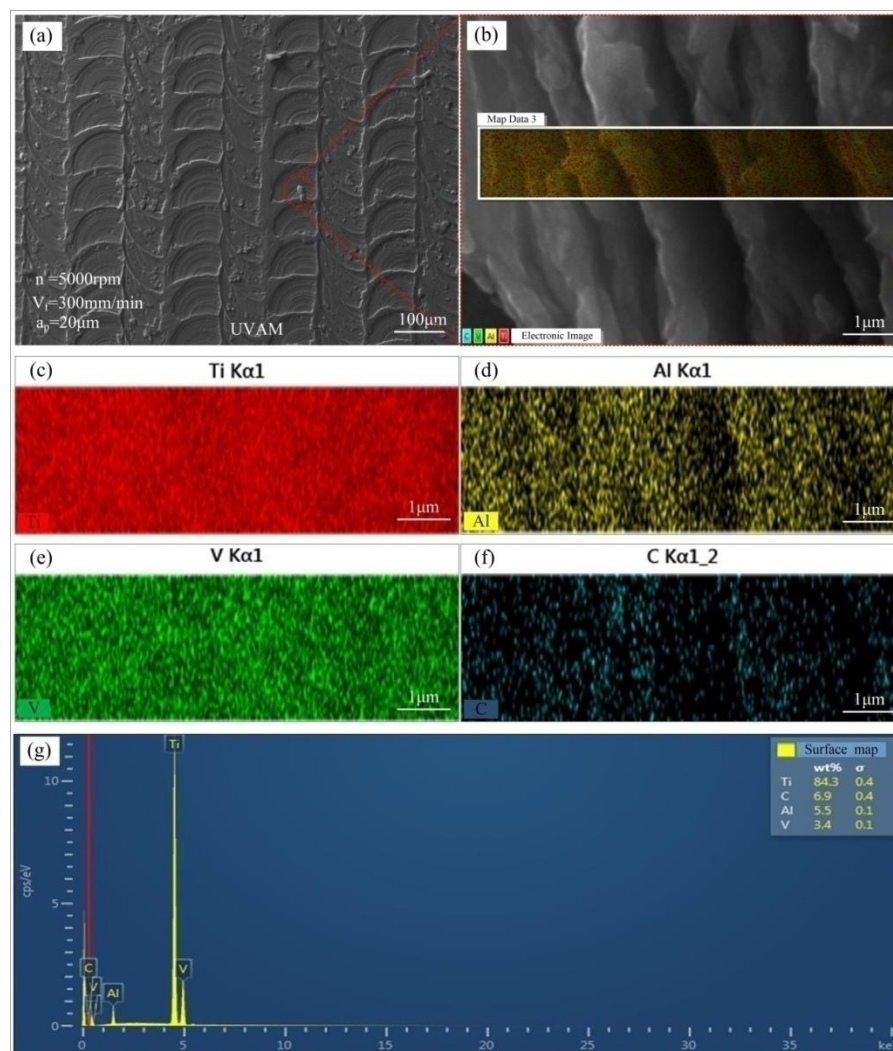 (a)
n =5000rpm
Vf=300mm/min
ap=20μm
UVAM
100μm
(b)
Map Data 3
C V Al Ti
Electronic Image
1μm
(c)
Ti Kα1
Ti
1μm
(d)
Al Kα1
Al
1μm
(e)
V Kα1
V
1μm
(f)
C Kα1_2
C
1μm
(g)
Surface map
wt% σ
Ti 84.3 0.4
C 6.9 0.4
Al 5.5 0.1
V 3.4 0.1
Ti
10
cps/eV
5
C
V
Al
V
0
0 5 10 15 20 25 30 35